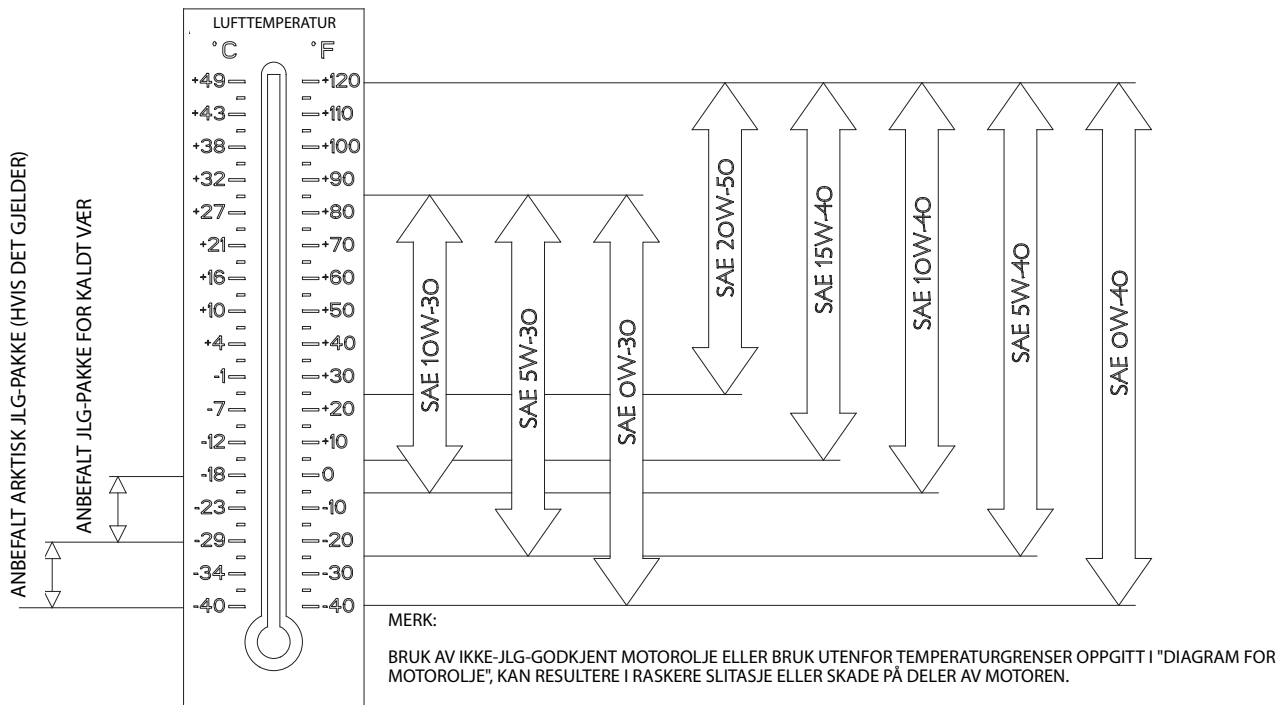 LUFTTEMPERATUR
°C °F
+49 +120
+43 +110
+38 +100
+32 +90
+27 +80
+21 +70
+16 +60
+10 +50
+4 +40
-1 +30
-7 +20
-12 +10
-18 0
-23 -10
-29 -20
-34 -30
-40 -40
ANBEFALT ARKTISK JLG-PAKKE (HVIS DET GJELDER)
ANBEFALT JLG-PAKKE FOR KALDT VÆR
SAE 10W-30
SAE 5W-30
SAE 0W-30
SAE 20W-50
SAE 15W-40
SAE 10W-40
SAE 5W-40
SAE 0W-40
MERK:
BRUK AV IKKE-JLG-GODKJENT MOTOROLJE ELLER BRUK UTENFOR TEMPERATURGRENSER OPPGITT I "DIAGRAM FOR
MOTOROLJE", KAN RESULTERE I RASKERE SLITASJE ELLER SKADE PÅ DELER AV MOTOREN.